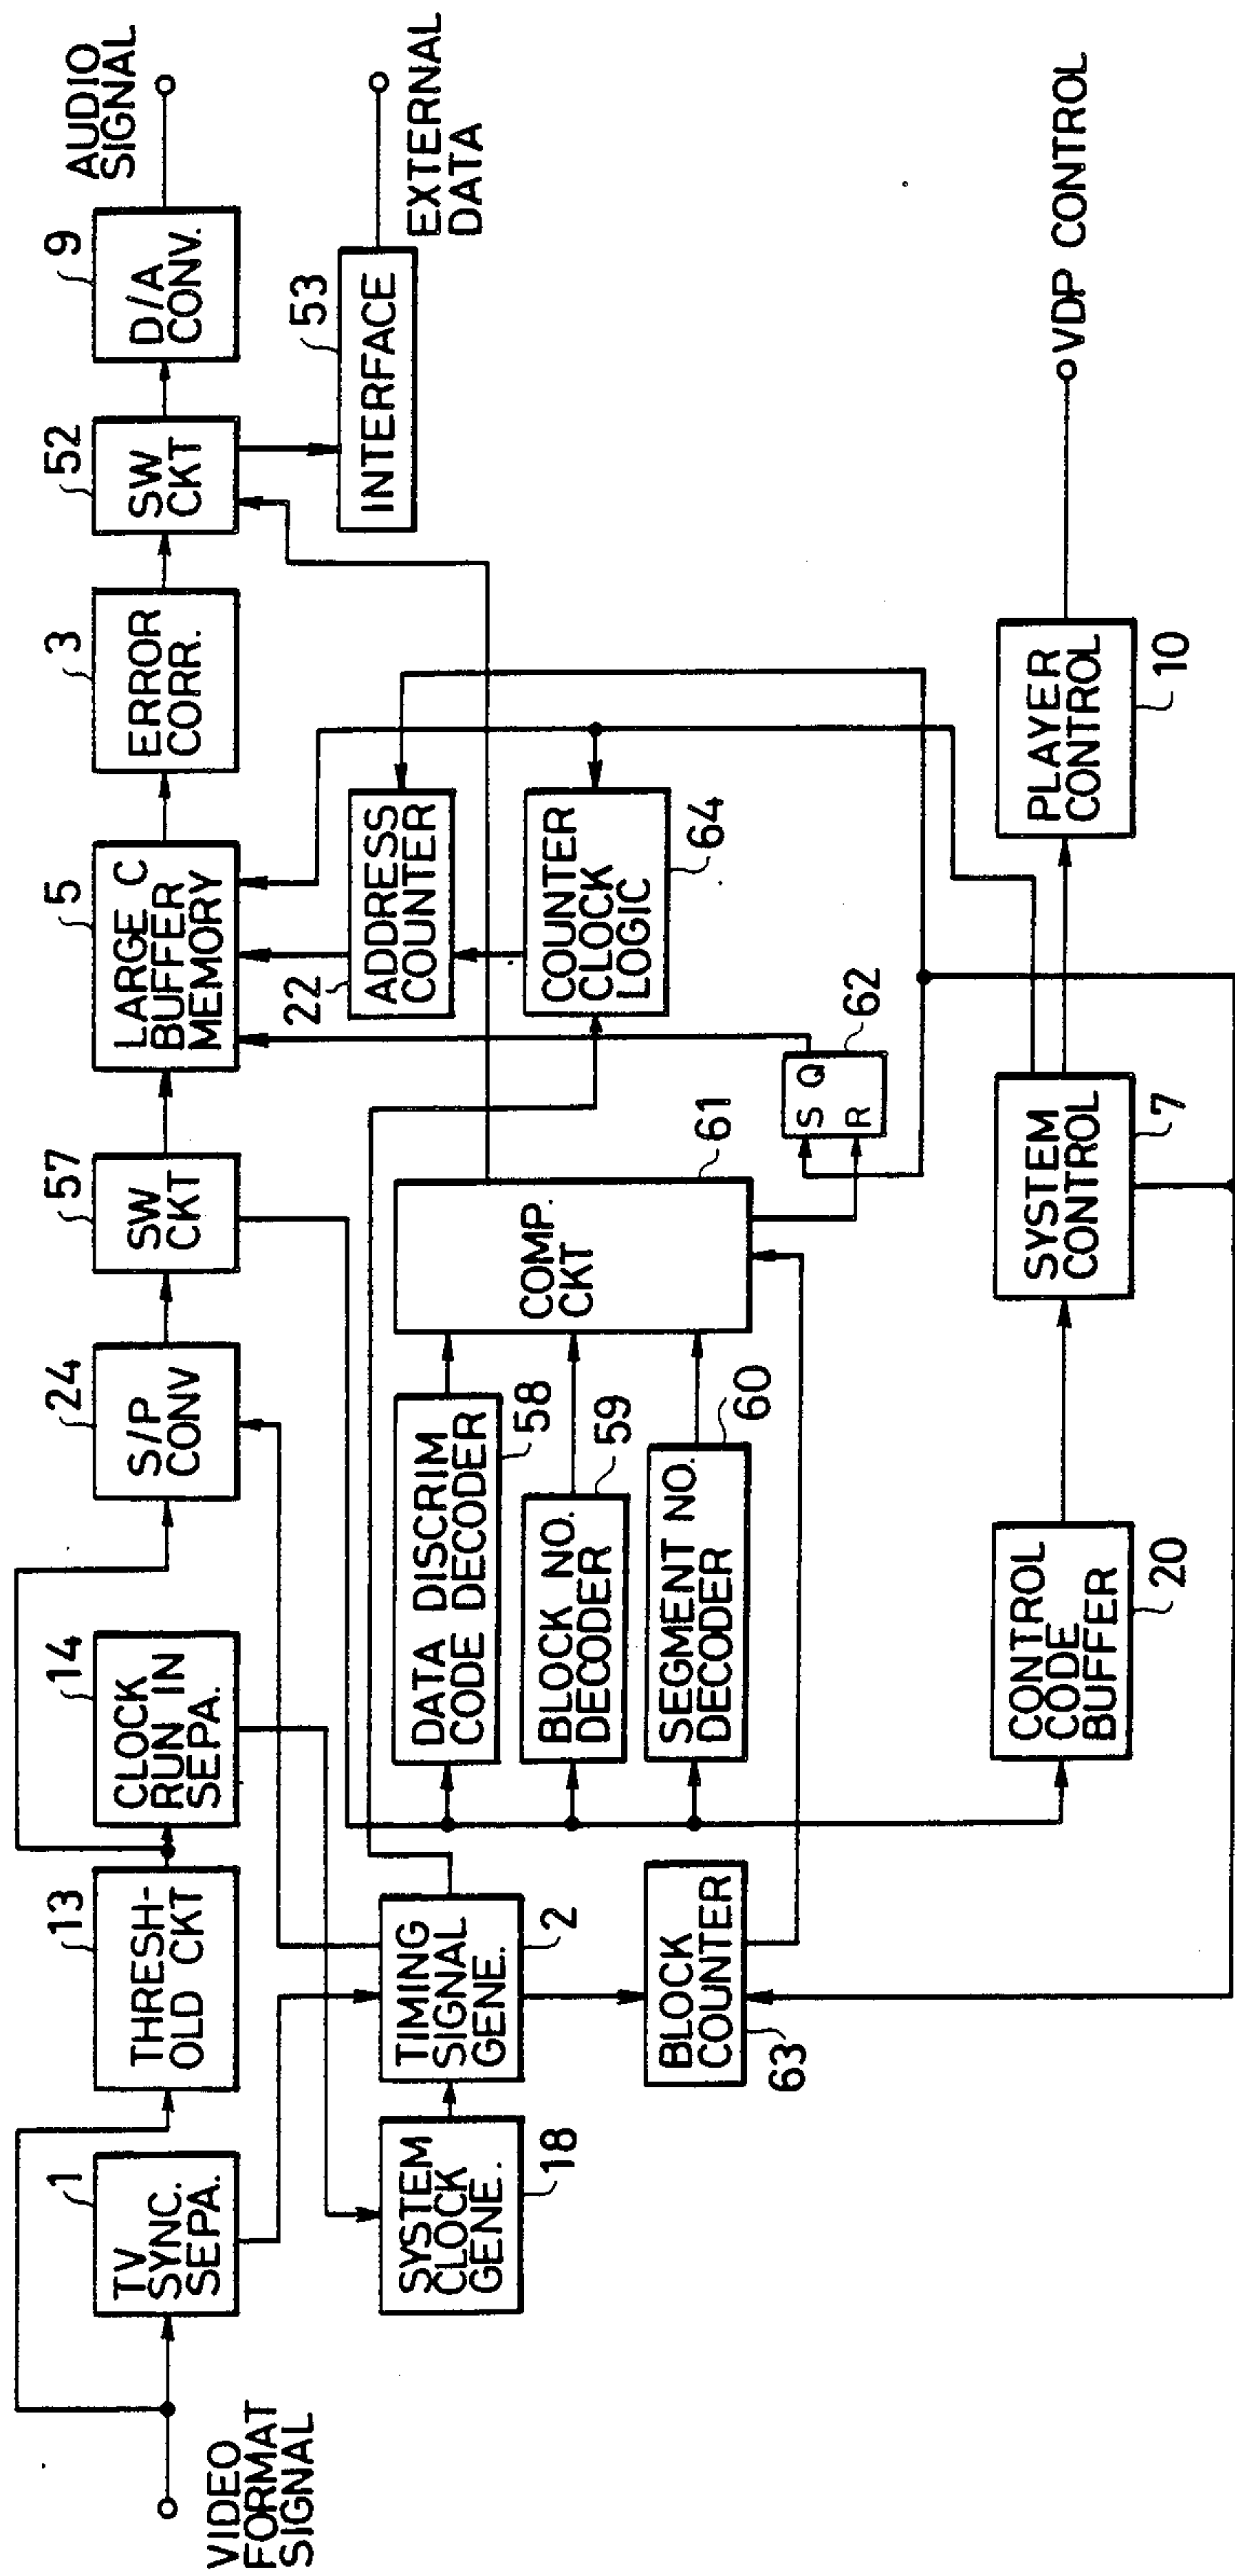 VIDEO
FORMAT
SIGNAL
1
TV
SYNC.
SEPA.
13
THRESH-
OLD CKT
14
CLOCK
RUN IN
SEPA.
24
S/P
CONV
57
SW
CKT
5
LARGE C
BUFFER
MEMORY
3
ERROR
CORR.
52
SW
CKT
9
D/A
CONV.
AUDIO
SIGNAL
53
INTERFACE
EXTERNAL
DATA
SYSTEM
CLOCK
GENE.
18
TIMING
SIGNAL
GENE.
2
BLOCK
COUNTER
63
DATA DISCRIM
CODE DECODER
58
BLOCK NO.
DECODER
59
SEGMENT NO.
DECODER
60
COMP.
CKT
61
22
ADDRESS
COUNTER
COUNTER
CLOCK
LOGIC
64
S Q
R
62
CONTROL
CODE
BUFFER
20
SYSTEM
CONTROL
7
PLAYER
CONTROL
10
VDP CONTROL